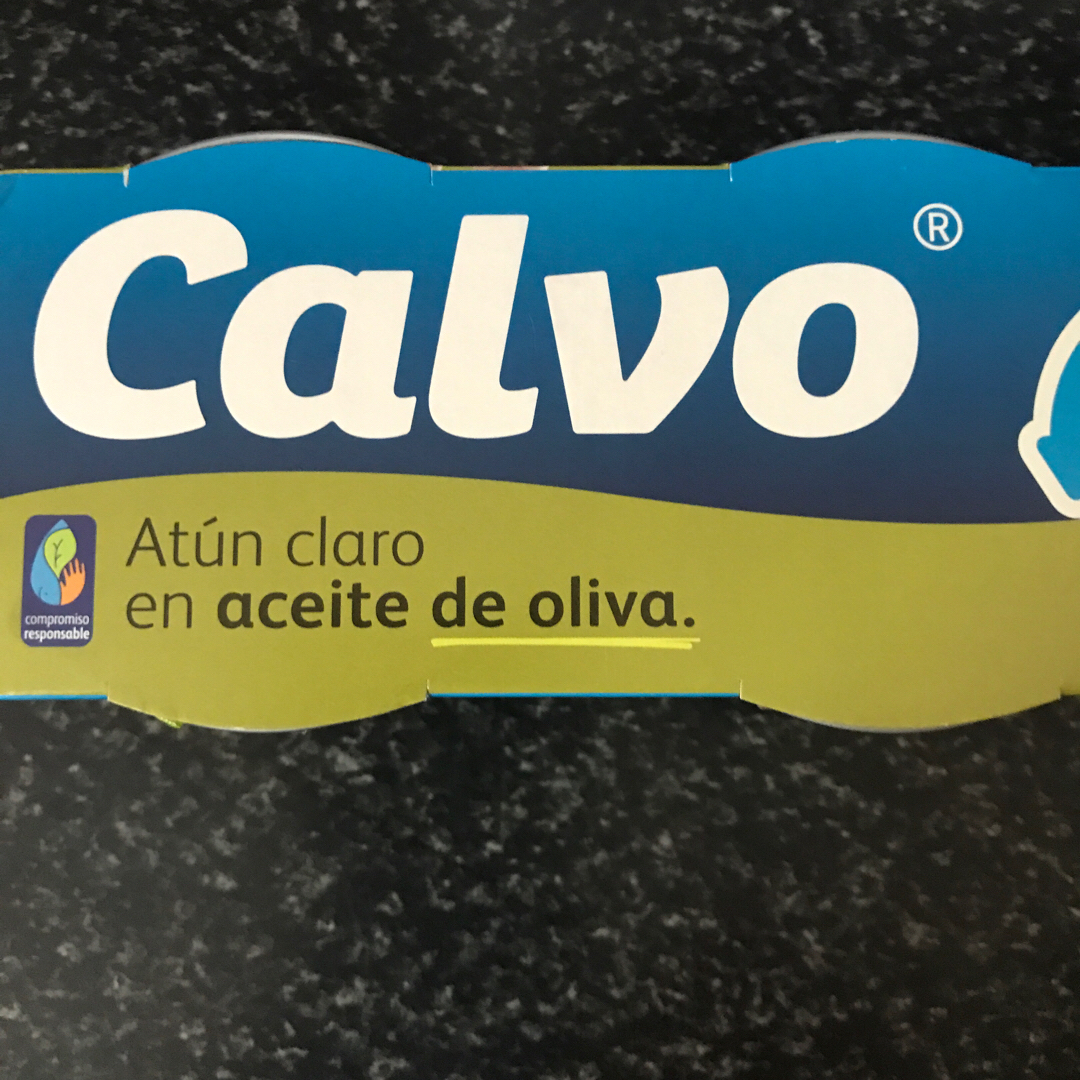 Calvo®
Atún claro
en aceite de oliva.
compromiso
responsable